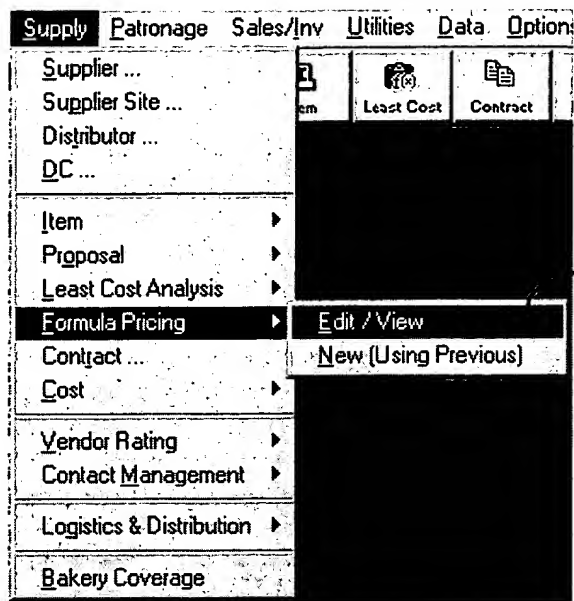 Supply Patronage Sales/Inv Utilities Data Option
Supplier ...
Supplier Site ...
Distributor ...
DC ...
Least Cost Contract
Item
Proposal
Least Cost Analysis
Formula Pricing
Edit / View
Contract ...
New (Using Previous)
Cost
Vendor Rating
Contact Management
Logistics & Distribution
Bakery Coverage